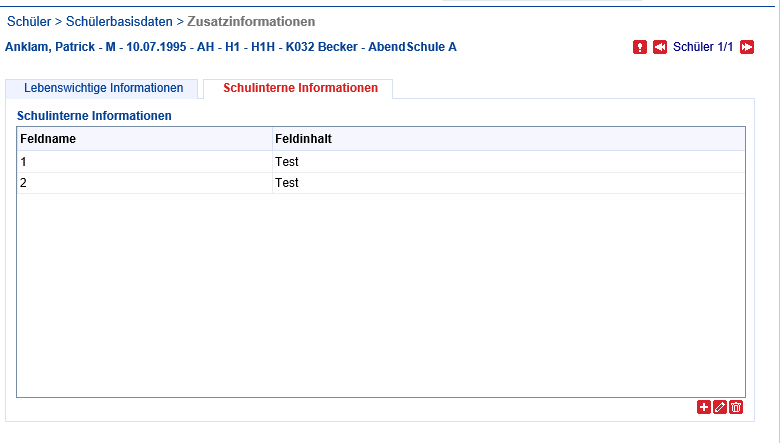 Schüler > Schülerbasisdaten > Zusatzinformationen
Anklam, Patrick - M - 10.07.1995 - AH - H1 - H1H - K032 Becker - AbendSchule A
Schüler 1/1
Lebenswichtige Informationen
Schulinterne Informationen
Schulinterne Informationen
Feldname Feldinhalt
1 Test
2 Test